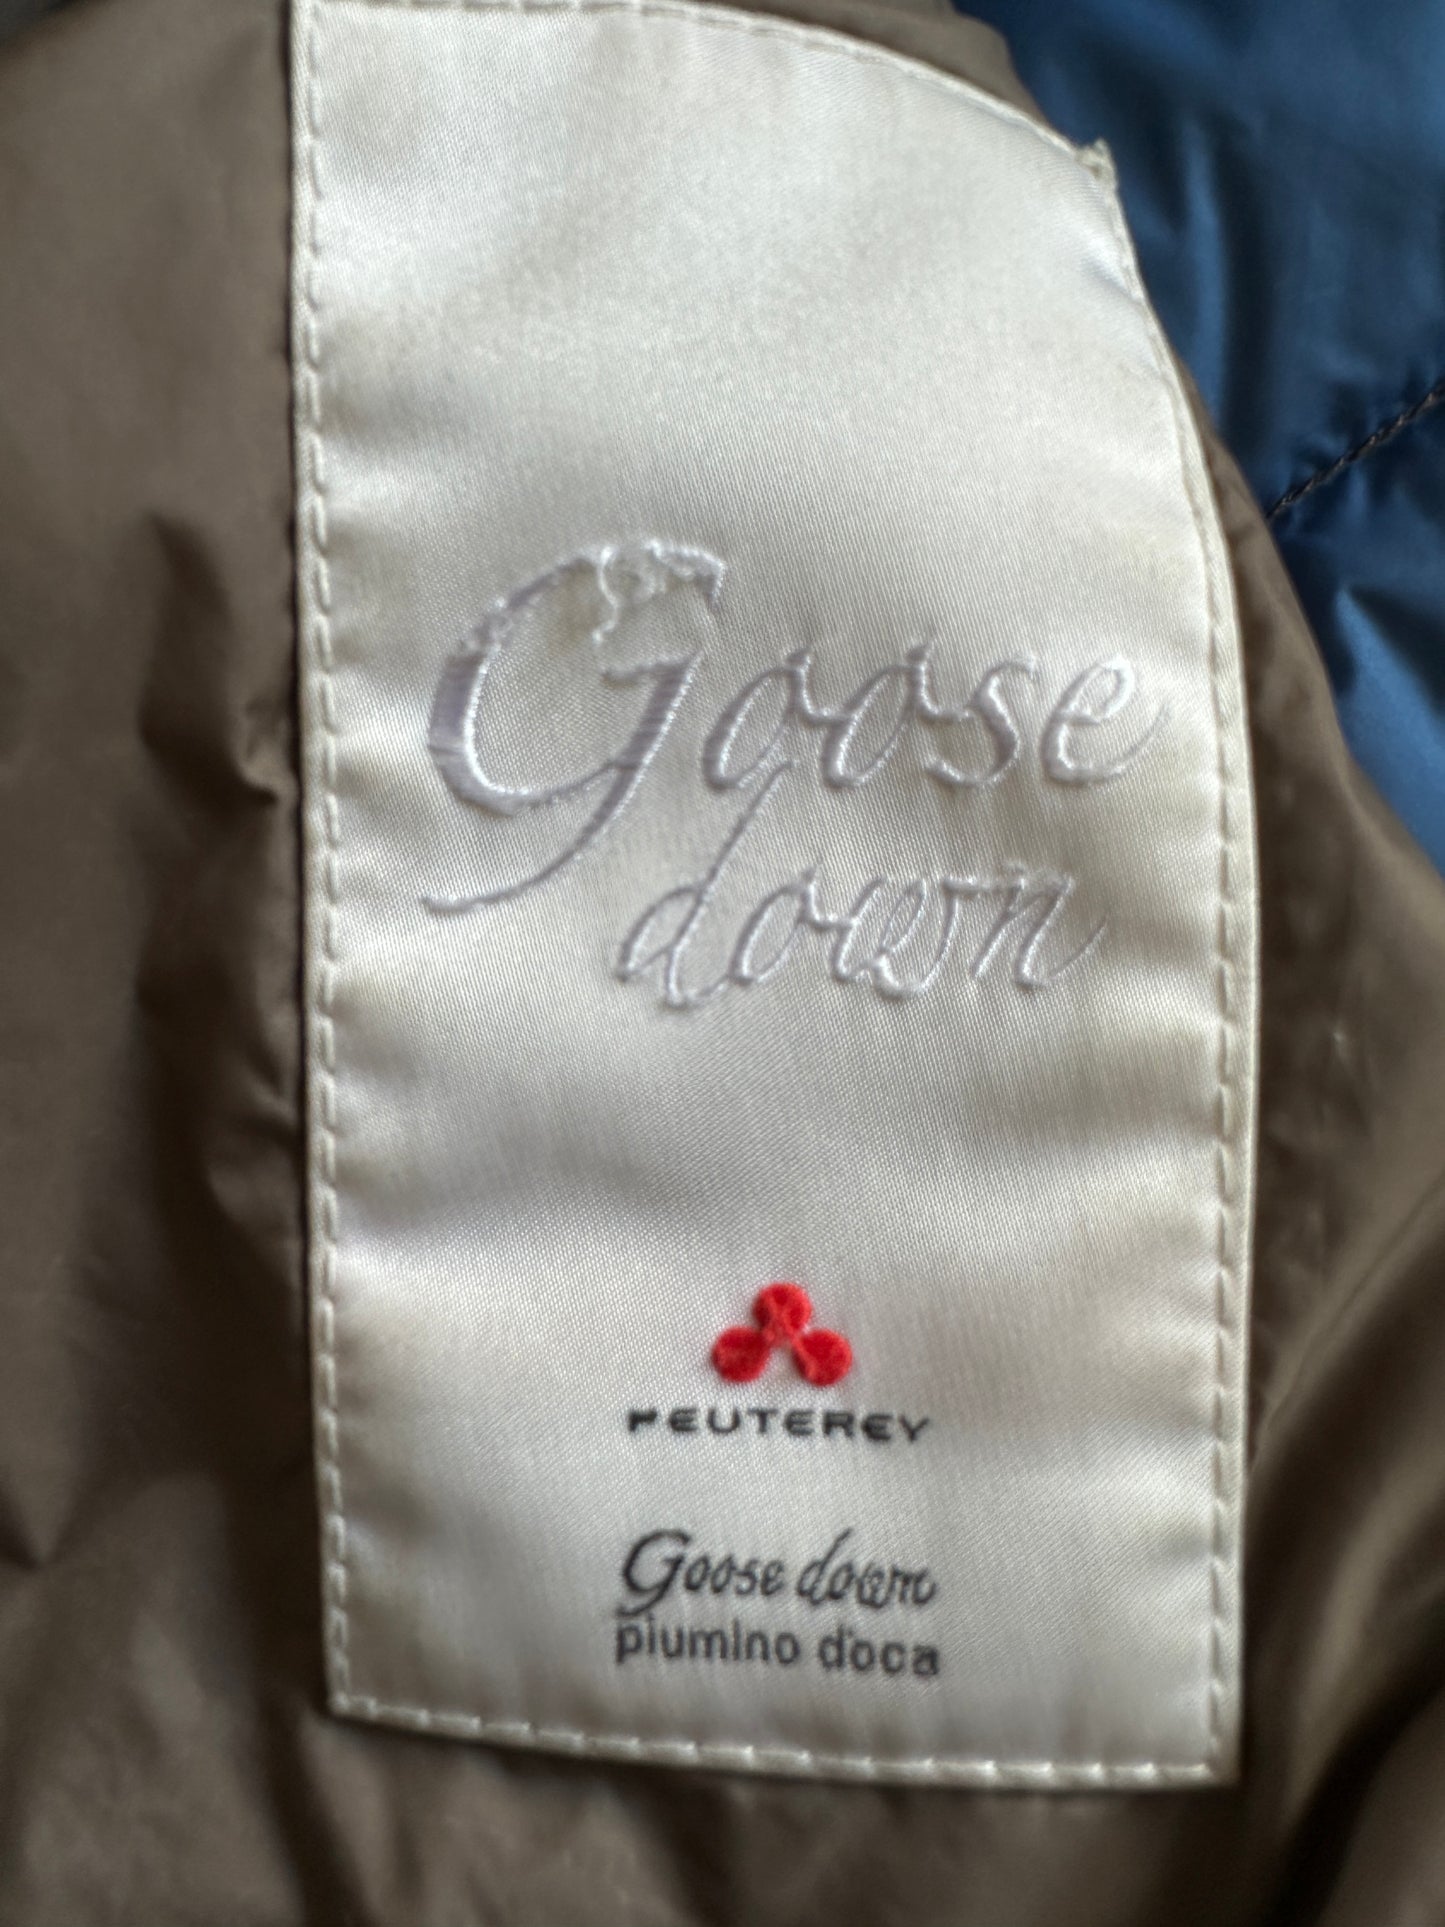 Goose
down
PEUTEREY
Goose down
piumino d'oca